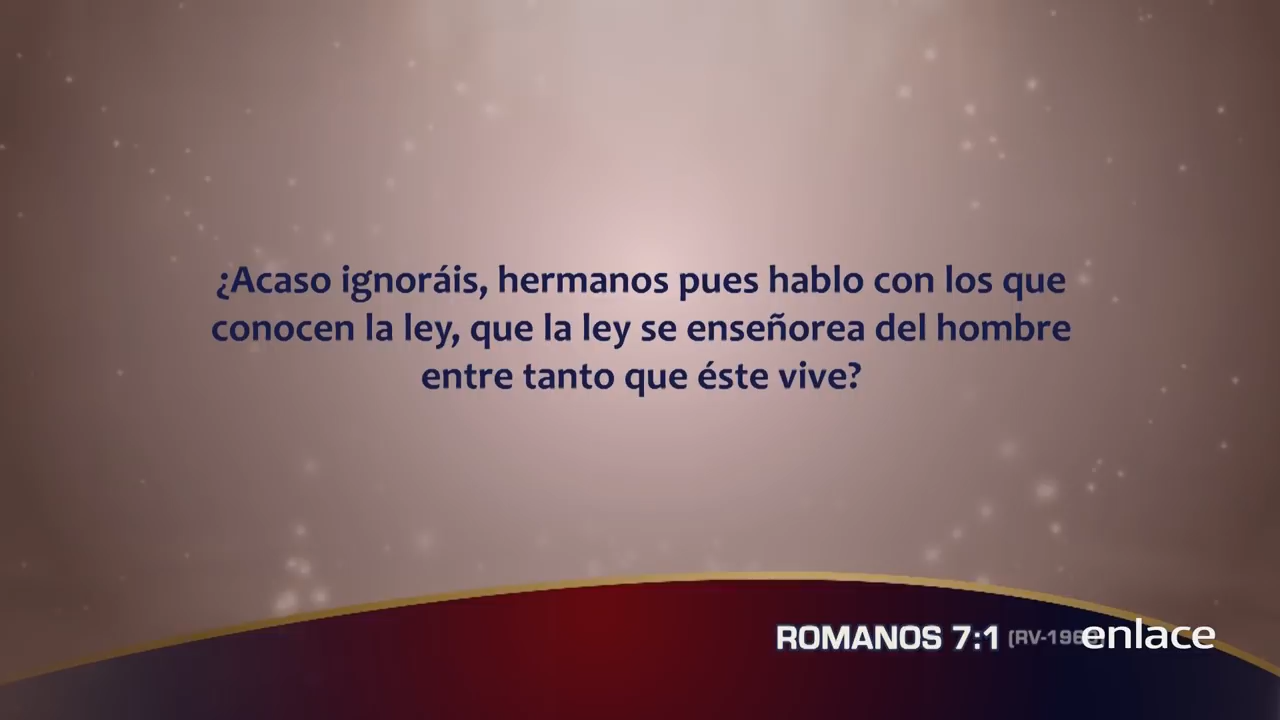 ¿Acaso ignoráis, hermanos pues hablo con los que
conocen la ley, que la ley se enseñorea del hombre
entre tanto que éste vive?
ROMANOS 7:1 enlace